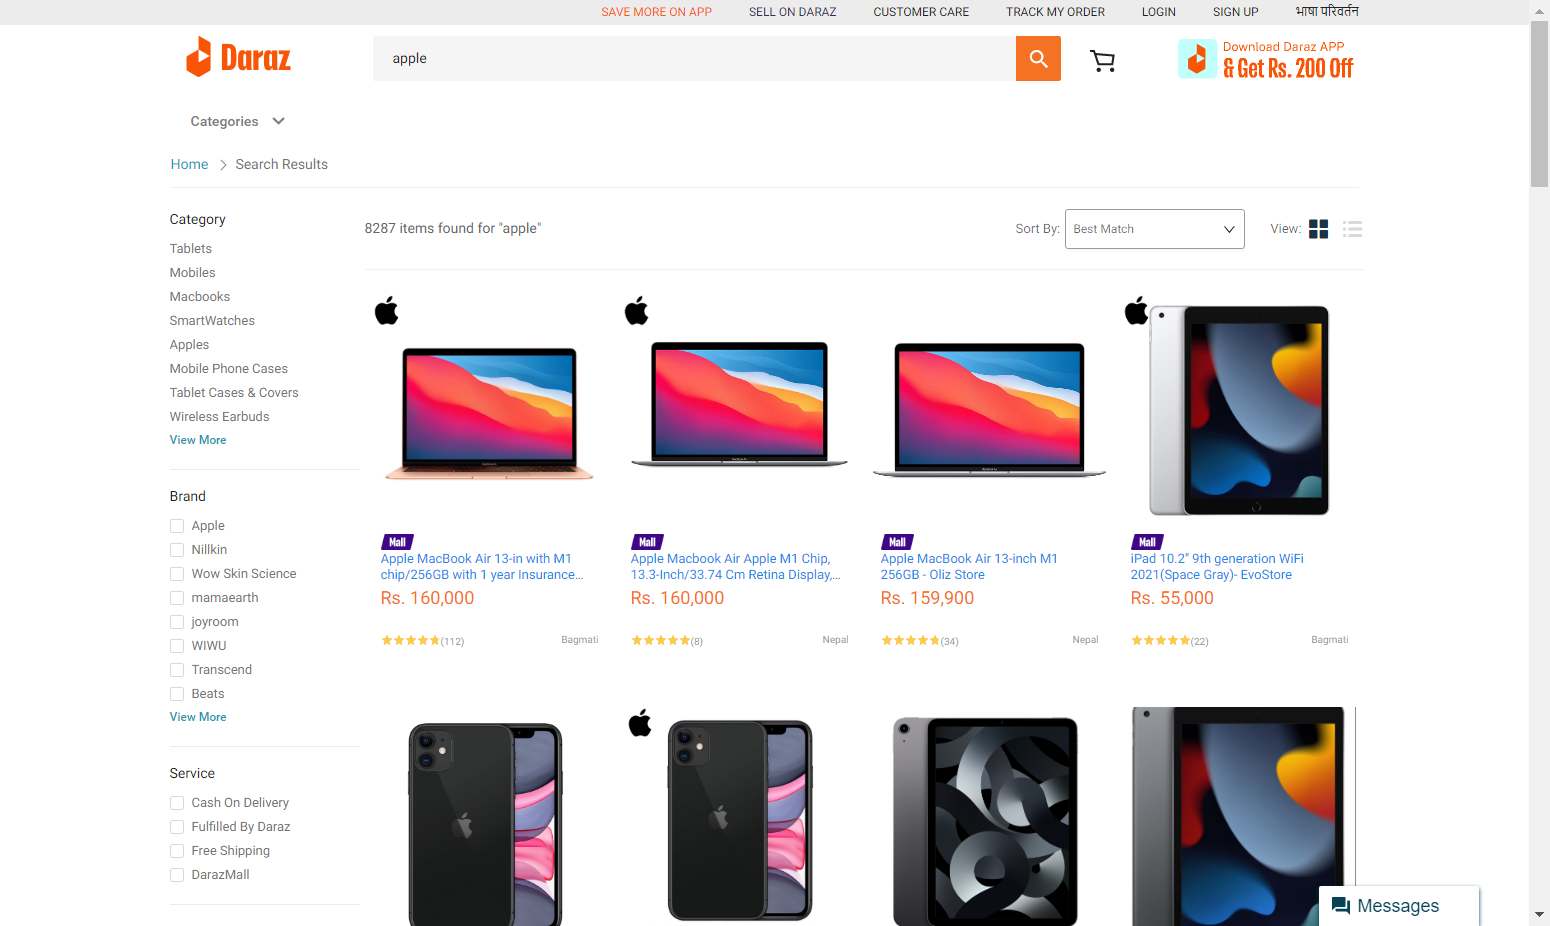 SAVE MORE ON APP SELL ON DARAZ CUSTOMER CARE TRACK MY ORDER LOGIN SIGN UP भाषा परिवर्तन
Daraz
apple
Download Daraz APP
& Get Rs. 200 Off
Categories
Home > Search Results
Category
Tablets
Mobiles
Macbooks
SmartWatches
Apples
Mobile Phone Cases
Tablet Cases & Covers
Wireless Earbuds
View More
Brand
Apple
Nillkin
Wow Skin Science
mamaearth
joyroom
WIWU
Transcend
Beats
View More
Service
Cash On Delivery
Fulfilled By Daraz
Free Shipping
DarazMall
8287 items found for "apple"
Sort By: Best Match
View:
Mall
Apple MacBook Air 13-in with M1
chip/256GB with 1 year Insurance...
Rs. 160,000
(112) Bagmati
Mall
Apple Macbook Air Apple M1 Chip,
13.3-Inch/33.74 Cm Retina Display,...
Rs. 160,000
(8) Nepal
Mall
Apple MacBook Air 13-inch M1
256GB - Oliz Store
Rs. 159,900
(34) Nepal
Mall
iPad 10.2" 9th generation WiFi
2021(Space Gray)- EvoStore
Rs. 55,000
(22) Bagmati
Messages